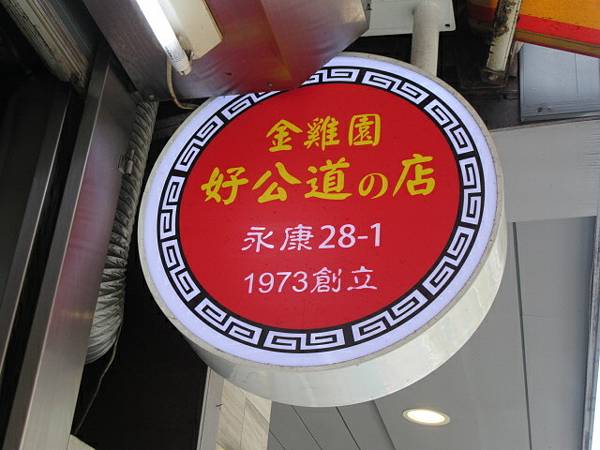 金雞園
好公道の店
永康28-1
1973創立